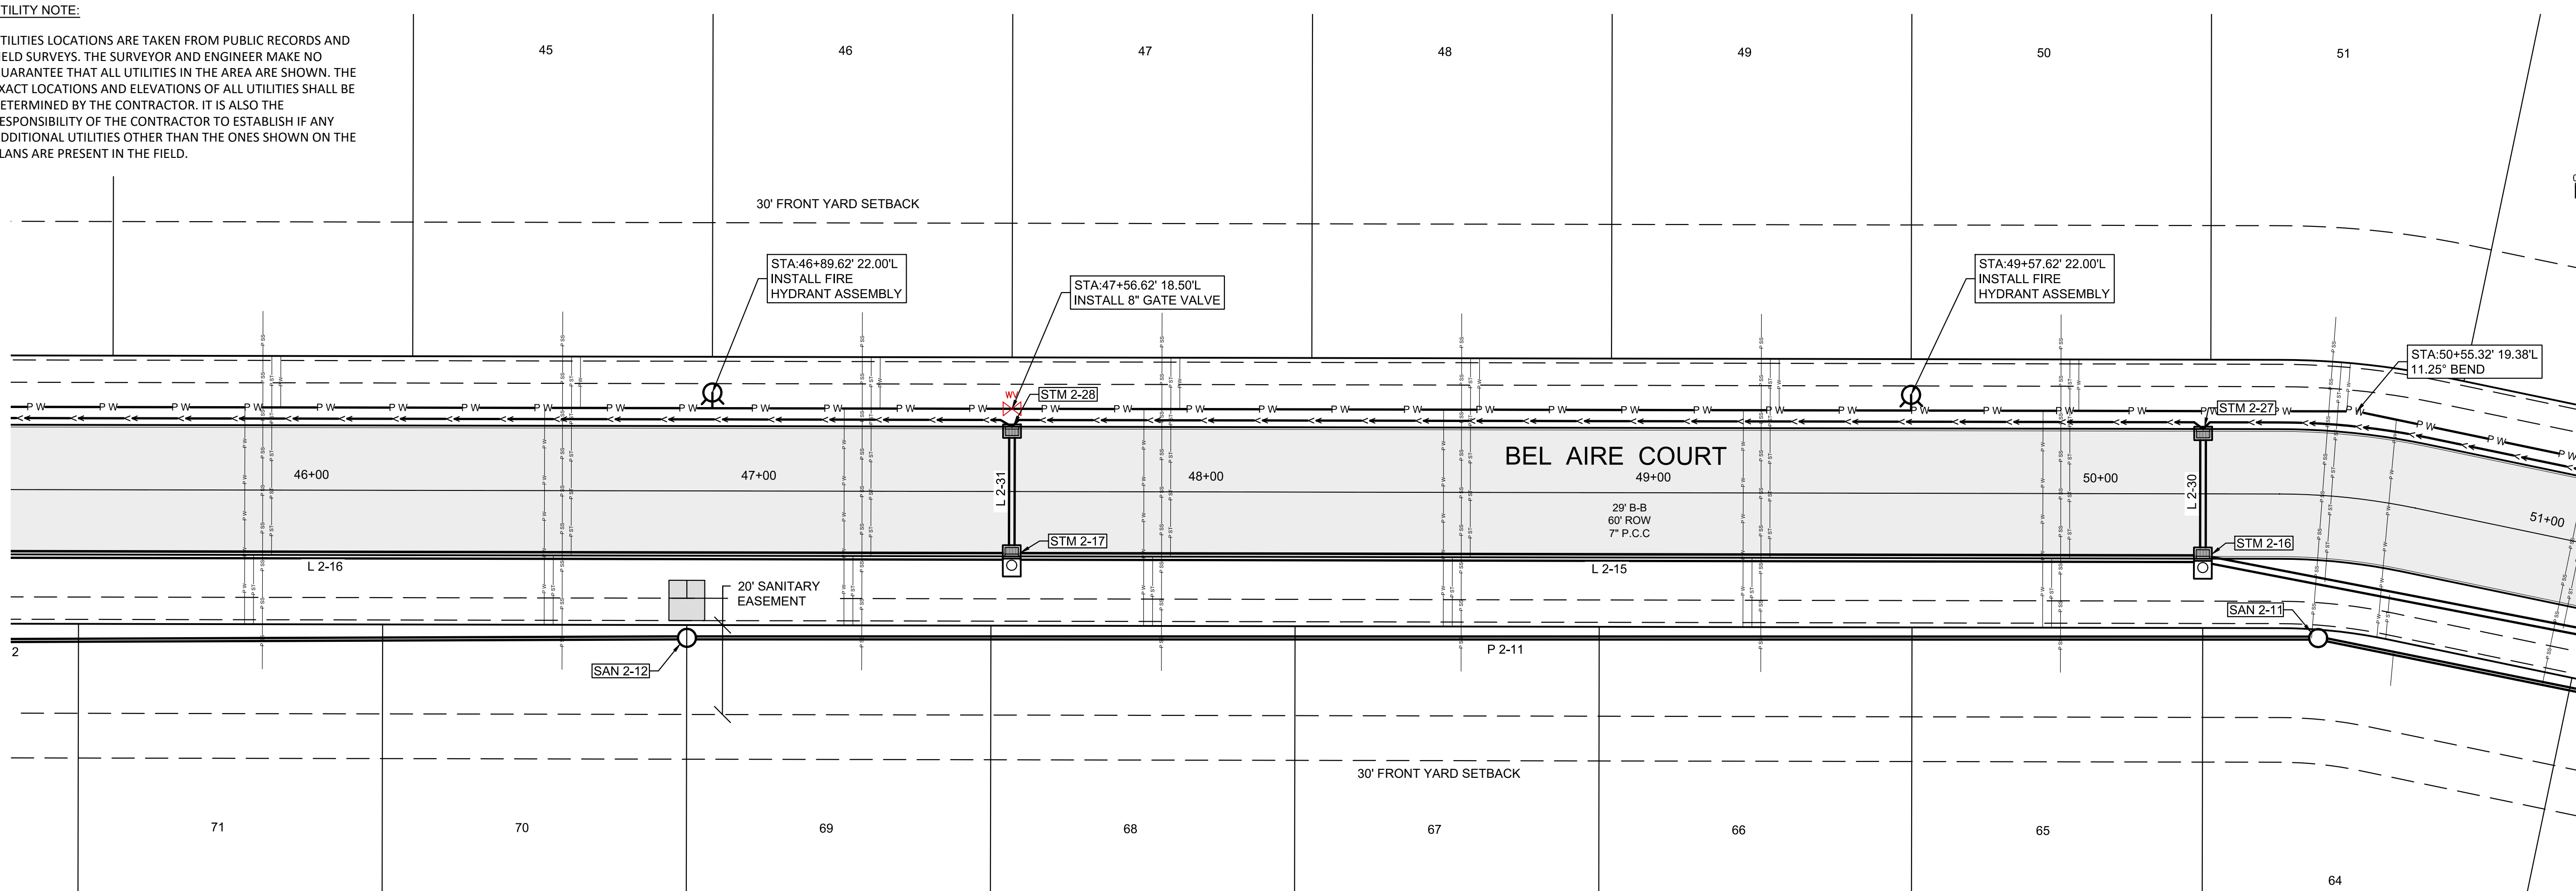 TILITY NOTE:
TILITIES LOCATIONS ARE TAKEN FROM PUBLIC RECORDS AND
ELD SURVEYS. THE SURVEYOR AND ENGINEER MAKE NO
UARANTEE THAT ALL UTILITIES IN THE AREA ARE SHOWN. THE
XACT LOCATIONS AND ELEVATIONS OF ALL UTILITIES SHALL BE
ETERMINED BY THE CONTRACTOR. IT IS ALSO THE
ESPONSIBILITY OF THE CONTRACTOR TO ESTABLISH IF ANY
DDITIONAL UTILITIES OTHER THAN THE ONES SHOWN ON THE
LANS ARE PRESENT IN THE FIELD.
45
46
47
48
49
50
51
30' FRONT YARD SETBACK
STA:46+89.62' 22.00'L
INSTALL FIRE
HYDRANT ASSEMBLY
STA:47+56.62' 18.50'L
INSTALL 8" GATE VALVE
STA:49+57.62' 22.00'L
INSTALL FIRE
HYDRANT ASSEMBLY
STA:50+55.32' 19.38'L
11.25° BEND
WV
STM 2-28
STM 2-27
BEL AIRE COURT
46+00
47+00
48+00
49+00
50+00
51+00
L 2-31
L 2-30
29' B-B
60' ROW
7" P.C.C
STM 2-17
STM 2-16
L 2-16
L 2-15
20' SANITARY
EASEMENT
SAN 2-11
SAN 2-12
P 2-11
2
30' FRONT YARD SETBACK
71
70
69
68
67
66
65
64